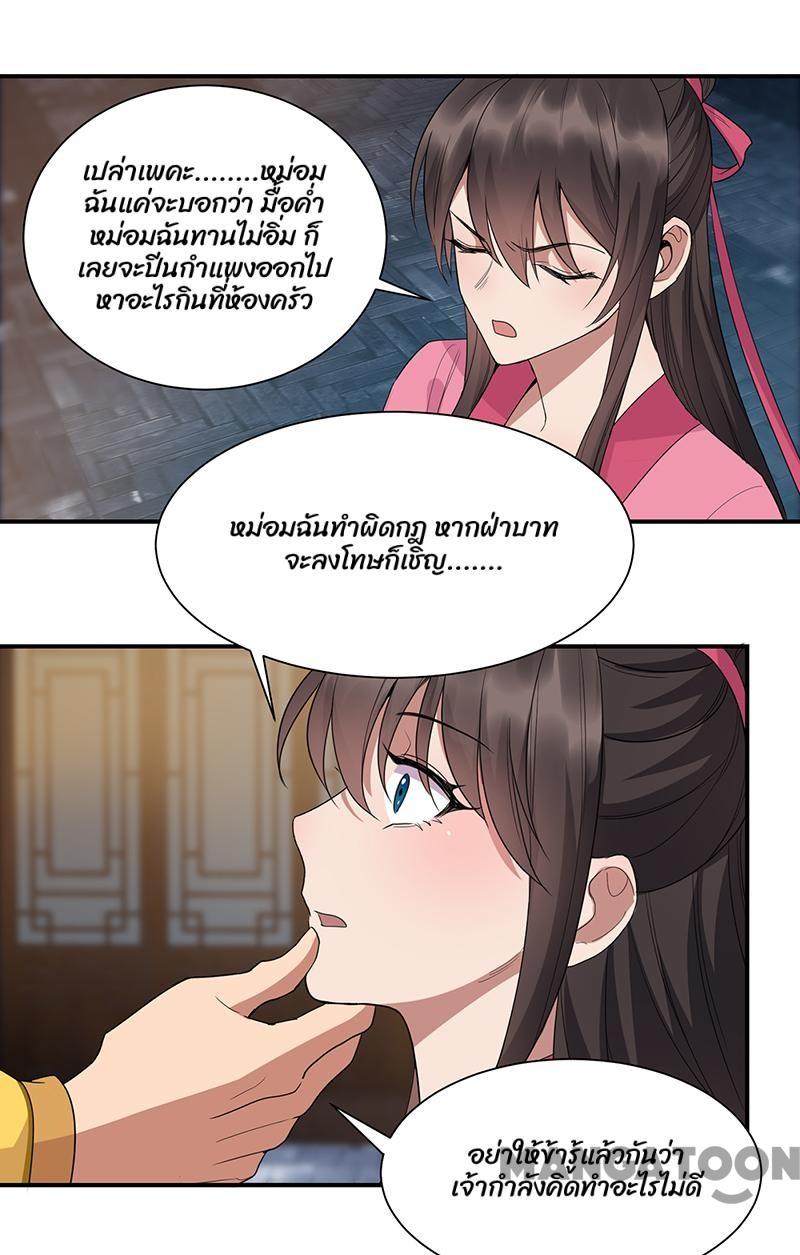 เปล่าเพคะ........หม่อม
ฉันแค่จะบอกว่า มื้อค่ำ
หม่อมฉันทานไม่อิ่ม ก็
เลยจะปีนกำแพงออกไป
หาอะไรกินที่ห้องครัว
หม่อมฉันทำผิดกฎ หากฝ่าบาท
จะลงโทษก็เชิญ.......
อย่าให้ข้ารู้แล้วกันว่า
เจ้ากำลังคิดทำอะไรไม่ดี
MANGATOON